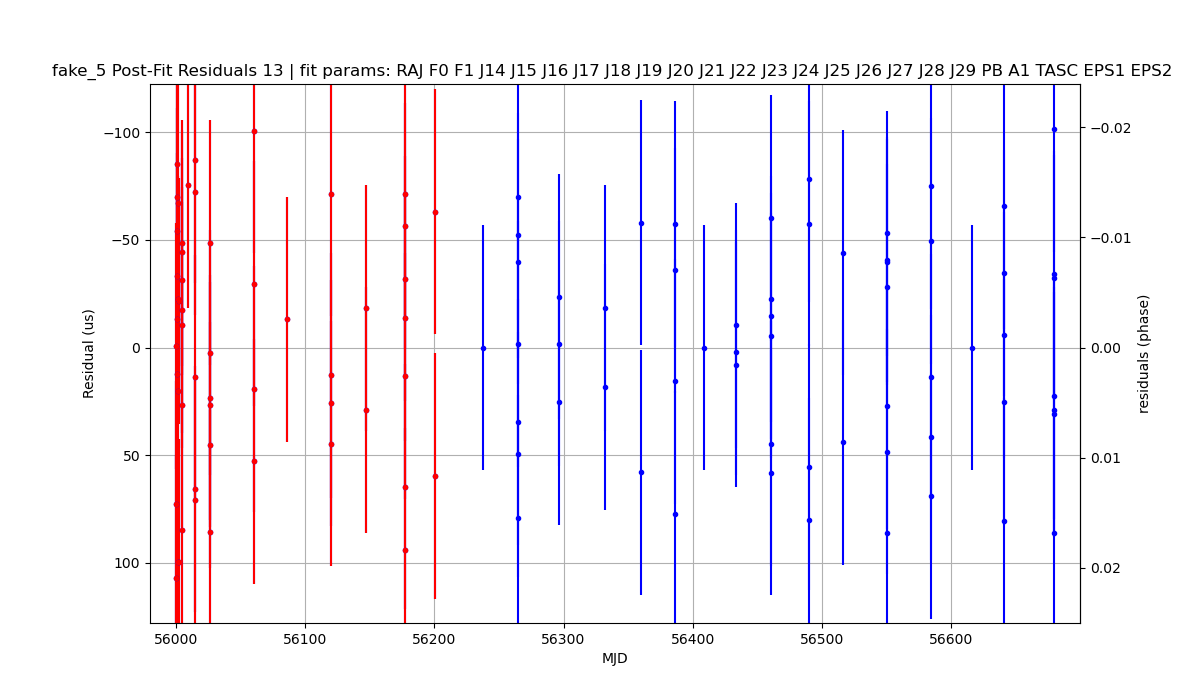 fake_5 Post-Fit Residuals 13 | fit params: RAJ F0 F1 J14 J15 J16 J17 J18 J19 J20 J21 J22 J23 J24 J25 J26 J27 J28 J29 PB A1 TASC EPS1 EPS2
−100
−50
0
50
100
Residual (us)
−0.02
−0.01
0.00
0.01
0.02
residuals (phase)
56000 56100 56200 56300 56400 56500 56600
MJD